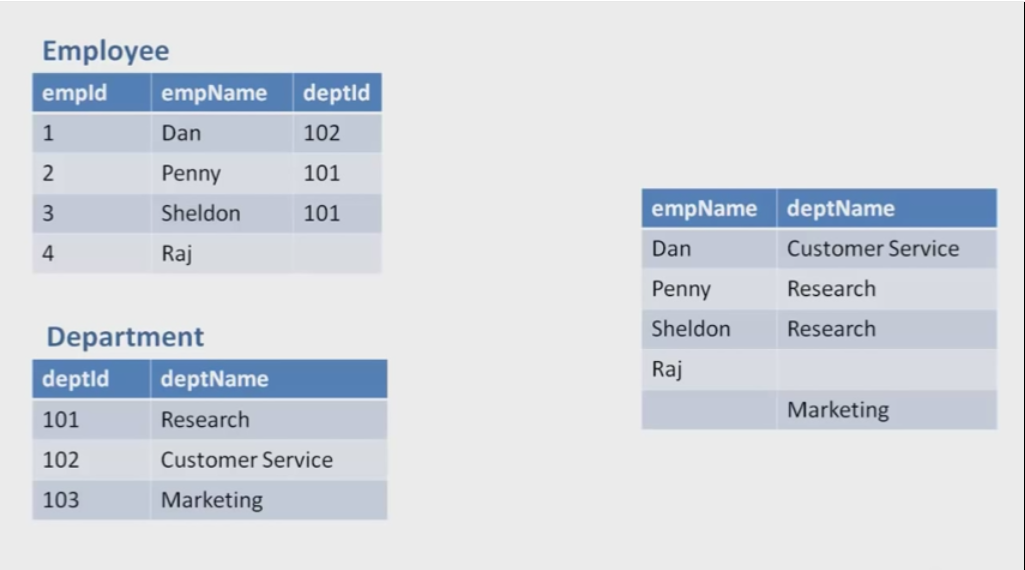 Employee
empId empName deptId
1 Dan 102
2 Penny 101
3 Sheldon 101
4 Raj
Department
deptId deptName
101 Research
102 Customer Service
103 Marketing
empName deptName
Dan Customer Service
Penny Research
Sheldon Research
Raj
Marketing